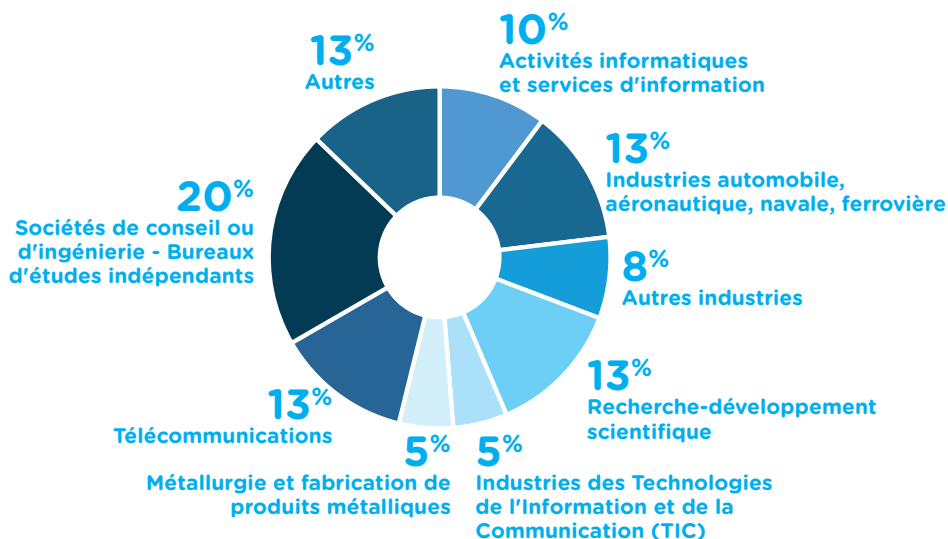 10%
Activités informatiques
et services d'information
13%
Industries automobile,
aéronautique, navale, ferrovière
8%
Autres industries
13%
Recherche-développement
scientifique
5%
Industries des Technologies
de l'Information et de la
Communication (TIC)
5%
Métallurgie et fabrication de
produits métalliques
13%
Télécommunications
20%
Sociétés de conseil ou
d'ingénierie - Bureaux
d'études indépendants
13%
Autres